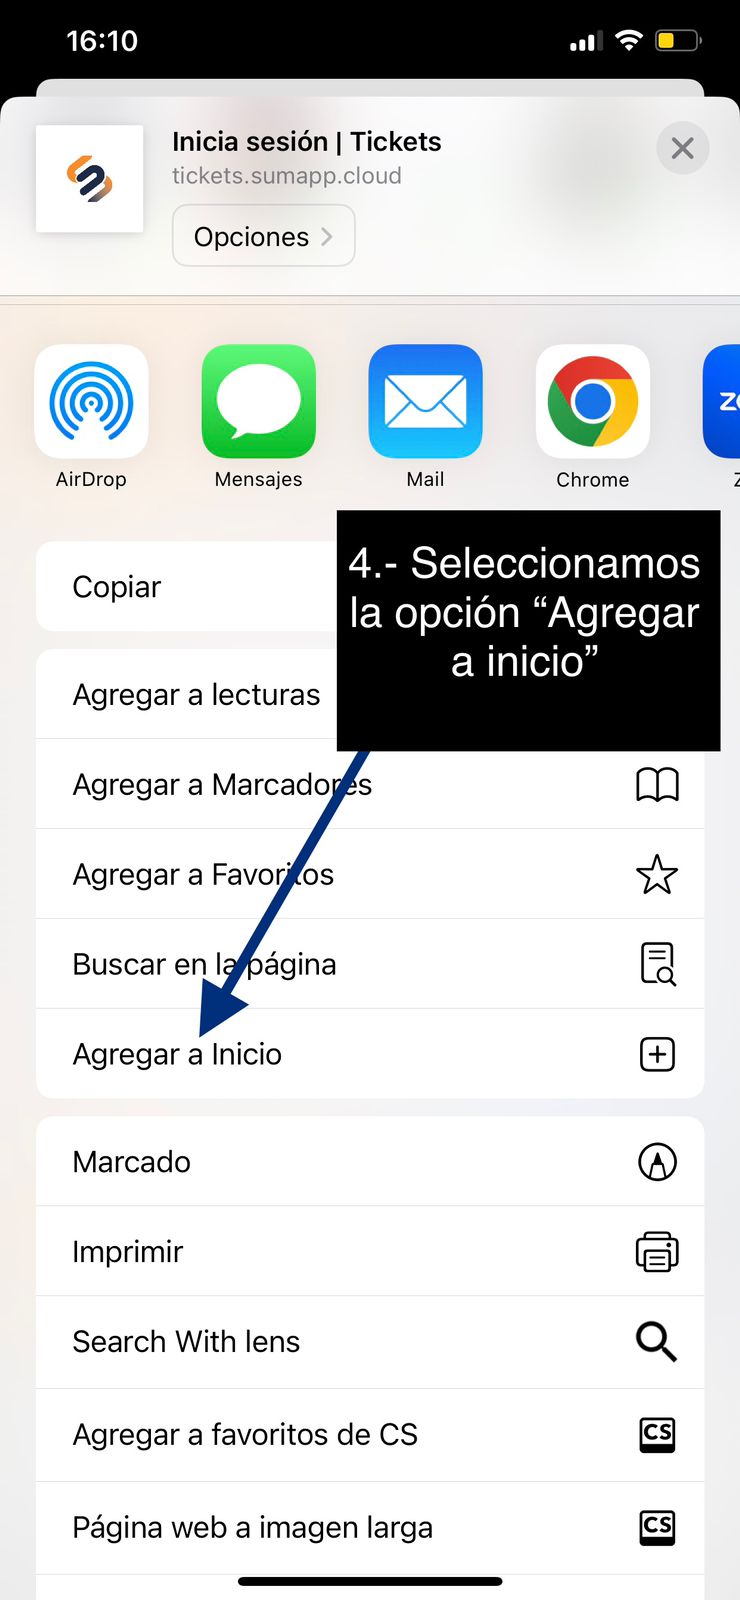 16:10
Inicia sesión | Tickets
tickets.sumapp.cloud
Opciones
AirDrop
Mensajes
Mail
Chrome
4.- Seleccionamos
la opción “Agregar
a inicio”
Copiar
Agregar a lecturas
Agregar a Marcadores
Agregar a Favoritos
Buscar en la página
Agregar a Inicio
Marcado
Imprimir
Search With lens
Agregar a favoritos de CS
CS
Página web a imagen larga
CS